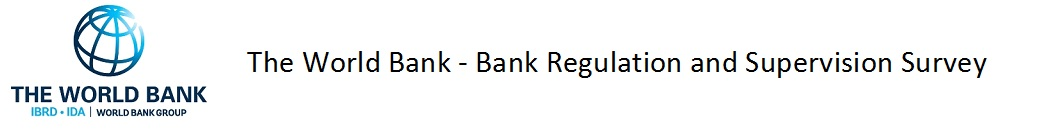 The World Bank - Bank Regulation and Supervision Survey
THE WORLD BANK
IBRD • IDA | WORLD BANK GROUP